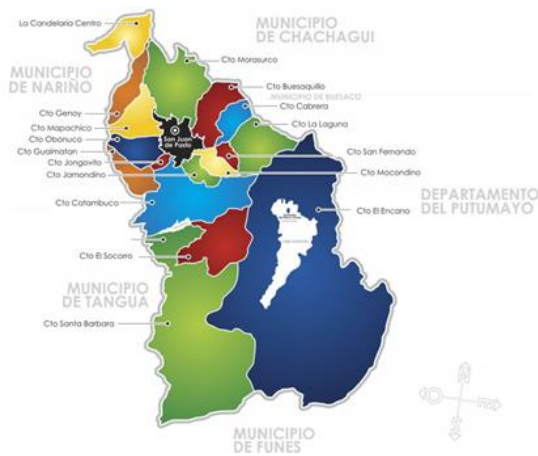 La Candelaria Centro
MUNICIPIO
DE CHACHAGUI
Cto Morasurco
MUNICIPIO
DE NARIÑO
Cto Buesaquillo
MUNICIPIO DE BUESACO
Cto Cabrera
Cto Genoy
Cto La Laguna
Cto Mapachico
Cto Obonuco
San Juan
de Pasto
Cto Gualmatan
Cto San Fernando
Cto Jongovito
Cto Jamondino
Cto Mocondino
DEPARTAMENTO
DEL PUTUMAYO
Cto Catambuco
Cto El Encano
Cto El Socorro
MUNICIPIO
DE TANGUA
Cto Santa Barbara
MUNICIPIO
DE FUNES